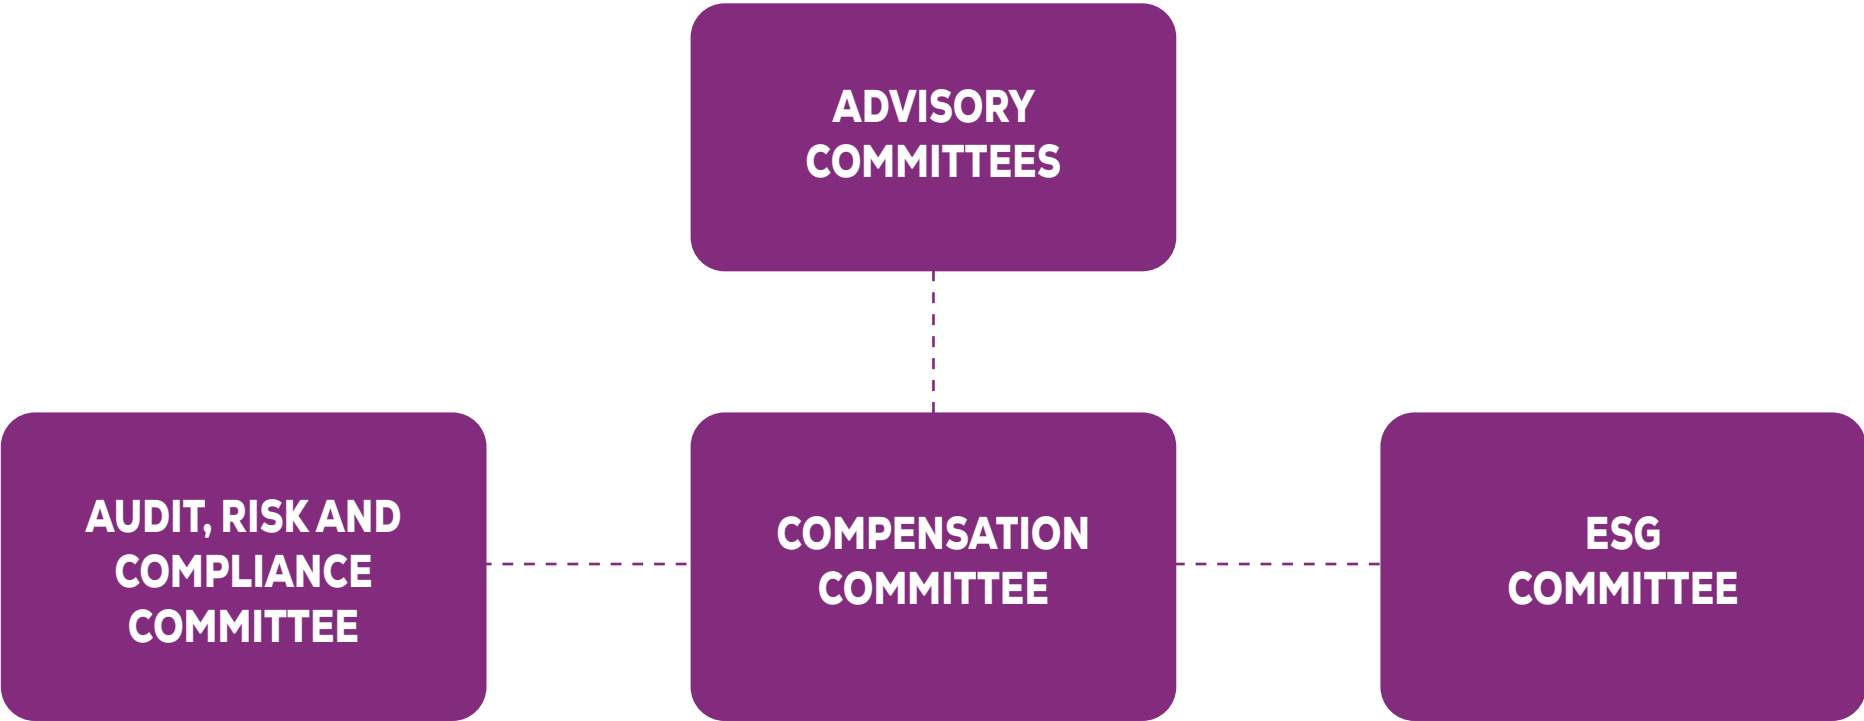 ADVISORY
COMMITTEES
AUDIT, RISK AND
COMPLIANCE
COMMITTEE
COMPENSATION
COMMITTEE
ESG
COMMITTEE